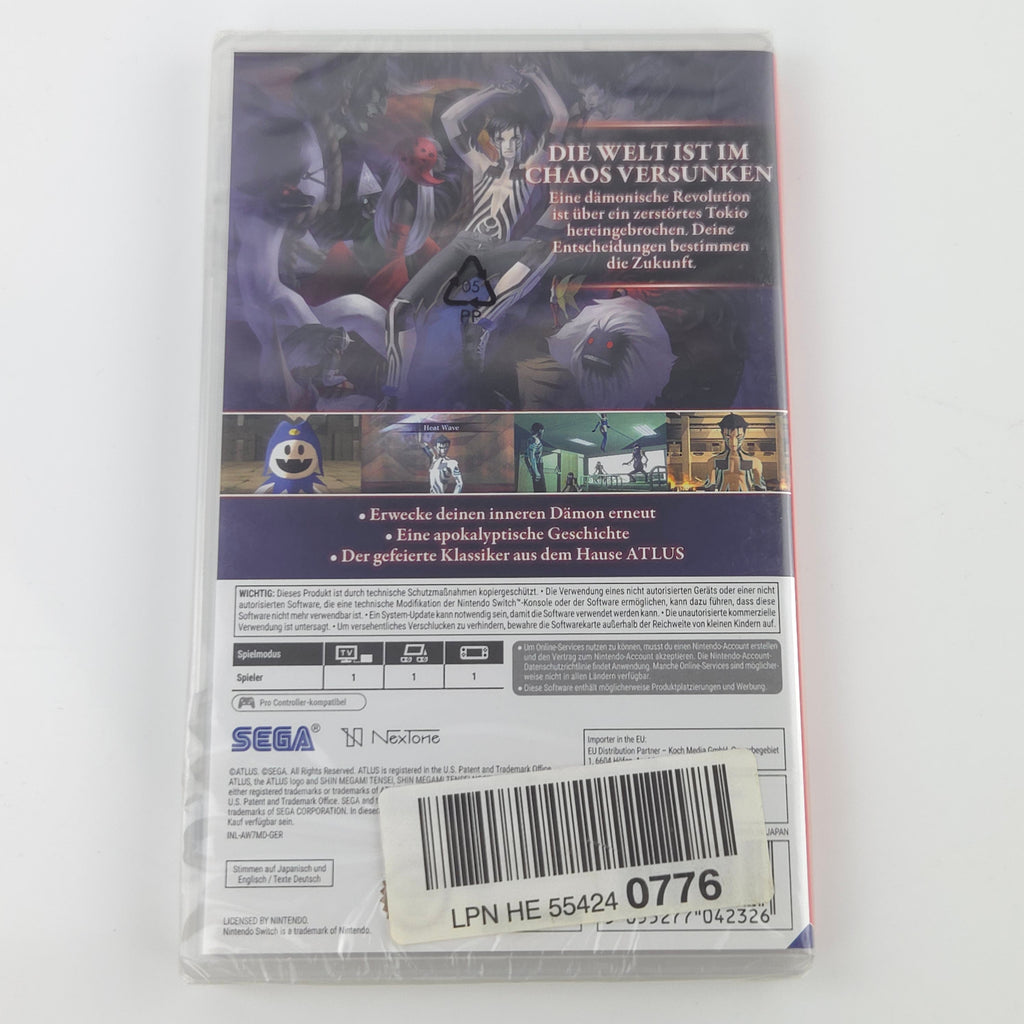 DIE WELT IST IM
CHAOS VERSUNKEN
Eine dämonische Revolution
ist über ein zerstörtes Tokio
hereingebrochen. Deine
Entscheidungen bestimmen
die Zukunft.
05
PP
Heat Wave
• Erwecke deinen inneren Dämon erneut
• Eine apokalyptische Geschichte
• Der gefeierte Klassiker aus dem Hause ATLUS
WICHTIG: Dieses Produkt ist durch technische Schutzmaßnahmen kopiergeschützt. • Die Verwendung eines nicht autorisierten Geräts oder einer nicht
autorisierten Software, die eine technische Modifikation der Nintendo Switch™-Konsole oder der Software ermöglichen, kann dazu führen, dass diese
Software nicht mehr verwendbar ist. • Ein System-Update kann notwendig sein, damit die Software verwendet werden kann. • Die unautorisierte kommerzielle
Verwendung ist untersagt. • Um versehentliches Verschlucken zu verhindern, bewahre die Softwarekarte außerhalb der Reichweite von kleinen Kindern auf.
Spielmodus TV
Spieler 1 1 1
• Um Online-Services nutzen zu können, musst du einen Nintendo-Account erstellen
und den Vertrag zum Nintendo-Account akzeptieren. Die Nintendo-Account-
Datenschutzrichtlinie findet Anwendung. Manche Online-Services sind möglicher-
weise nicht in allen Ländern verfügbar.
• Diese Software enthält möglicherweise Produktplatzierungen und Werbung.
Pro Controller-kompatibel
SEGA® NexTone
Importer in the EU:
EU Distribution Partner – Koch Media GmbH,
1, 6604
©ATLUS. ©SEGA. All Rights Reserved. ATLUS is registered in the U.S. Patent and Trademark Office.
ATLUS, the ATLUS logo and SHIN MEGAMI TENSEI, SHIN MEGAMI TENSEI
either registered trademarks or trademarks of
U.S. Patent and Trademark Office. SEGA and
trademarks of SEGA CORPORATION. In
Kauf verfügbar sein.
INL-AW7MD-GER
JAPAN
Stimmen auf Japanisch und
Englisch / Texte Deutsch
LPN HE 55424 0776
042326
LICENSED BY NINTENDO.
Nintendo Switch is a trademark of Nintendo.